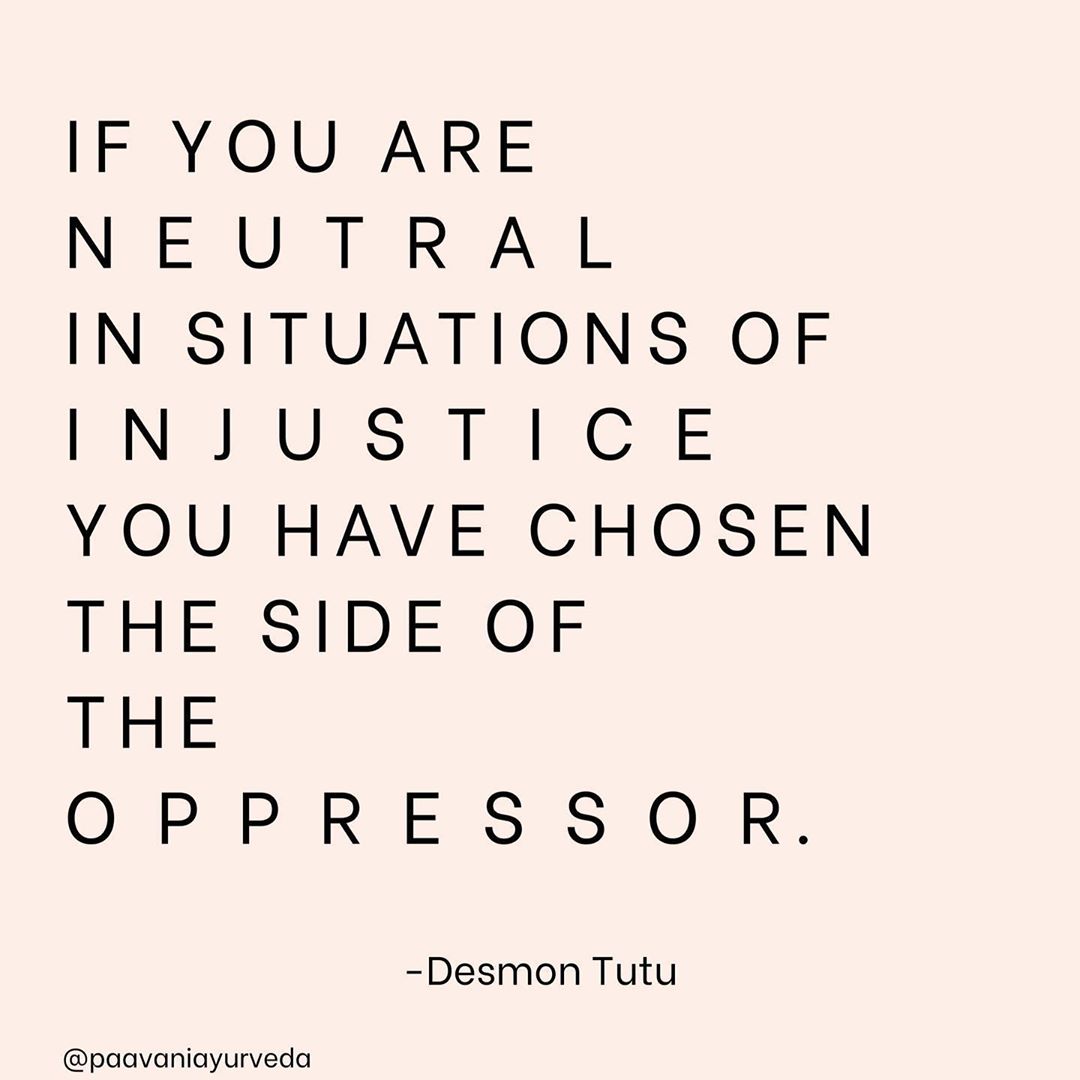 IF YOU ARE
N E U T R A L
IN SITUATIONS OF
I N J U S T I C E
YOU HAVE CHOSEN
THE SIDE OF
THE
O P P R E S S O R.
-Desmon Tutu
@paavaniayurveda